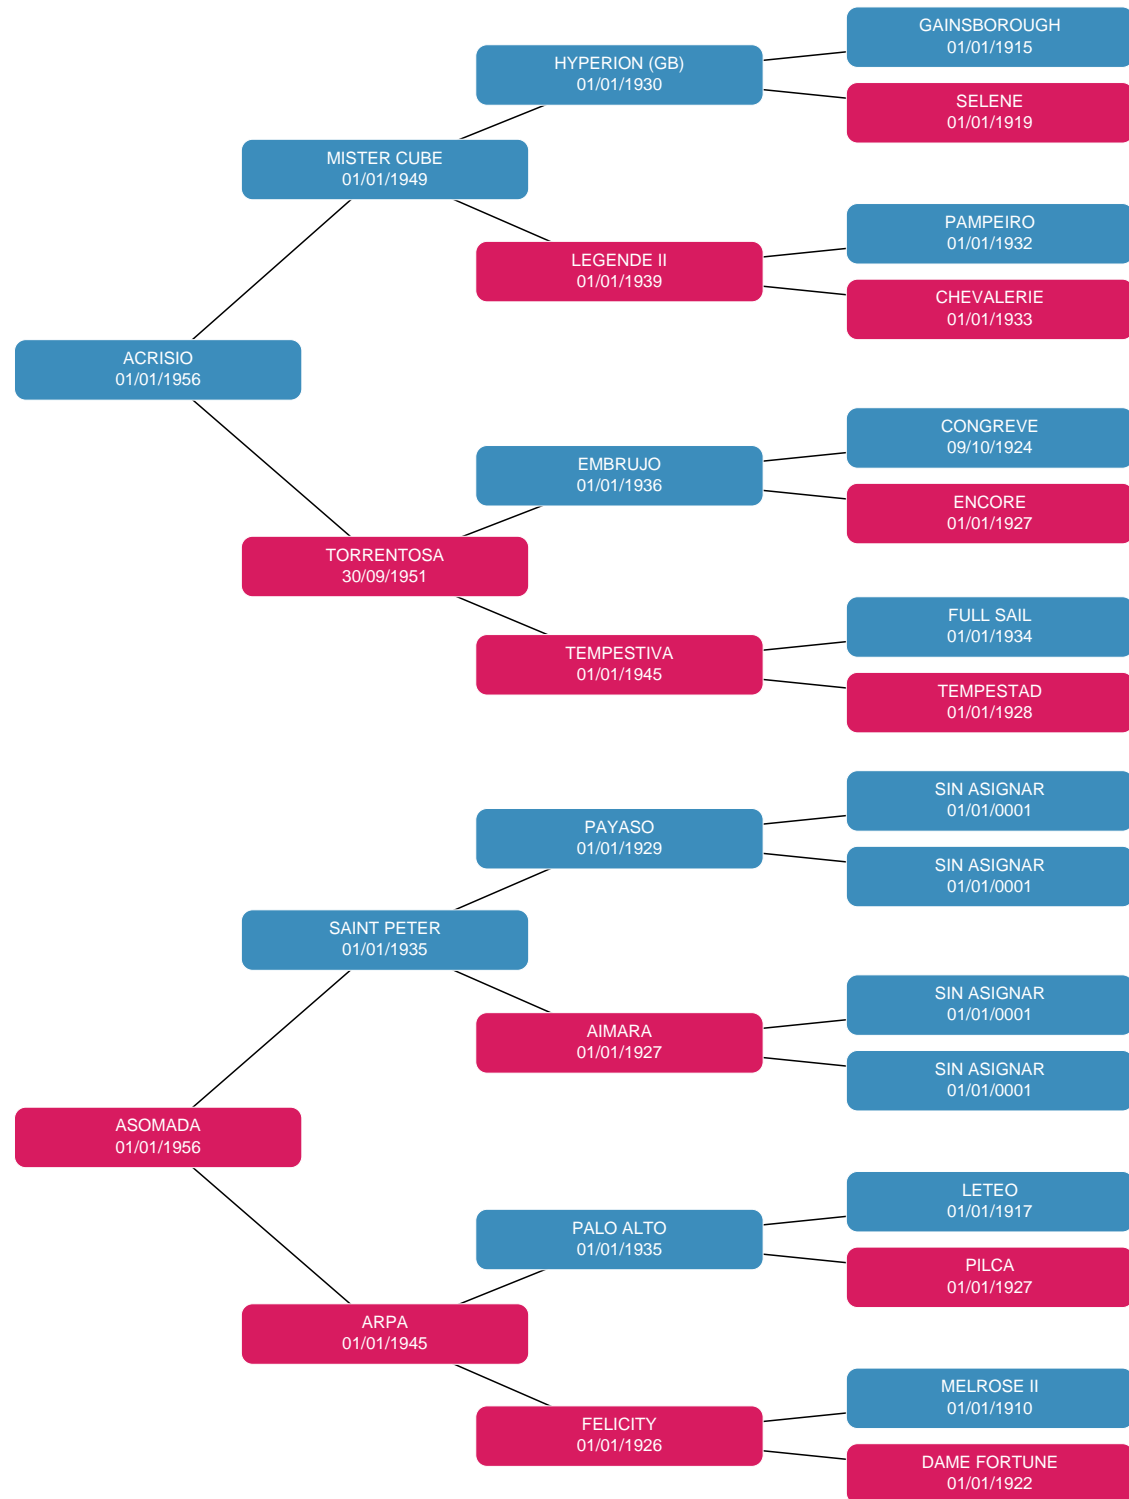 GAINSBOROUGH
01/01/1915
HYPERION (GB)
01/01/1930
SELENE
01/01/1919
MISTER CUBE
01/01/1949
PAMPEIRO
01/01/1932
LEGENDE II
01/01/1939
CHEVALERIE
01/01/1933
ACRISIO
01/01/1956
CONGREVE
09/10/1924
EMBRUJO
01/01/1936
ENCORE
01/01/1927
TORRENTOSA
30/09/1951
FULL SAIL
01/01/1934
TEMPESTIVA
01/01/1945
TEMPESTAD
01/01/1928
SIN ASIGNAR
01/01/0001
PAYASO
01/01/1929
SIN ASIGNAR
01/01/0001
SAINT PETER
01/01/1935
SIN ASIGNAR
01/01/0001
AIMARA
01/01/1927
SIN ASIGNAR
01/01/0001
ASOMADA
01/01/1956
LETEO
01/01/1917
PALO ALTO
01/01/1935
PILCA
01/01/1927
ARPA
01/01/1945
MELROSE II
01/01/1910
FELICITY
01/01/1926
DAME FORTUNE
01/01/1922